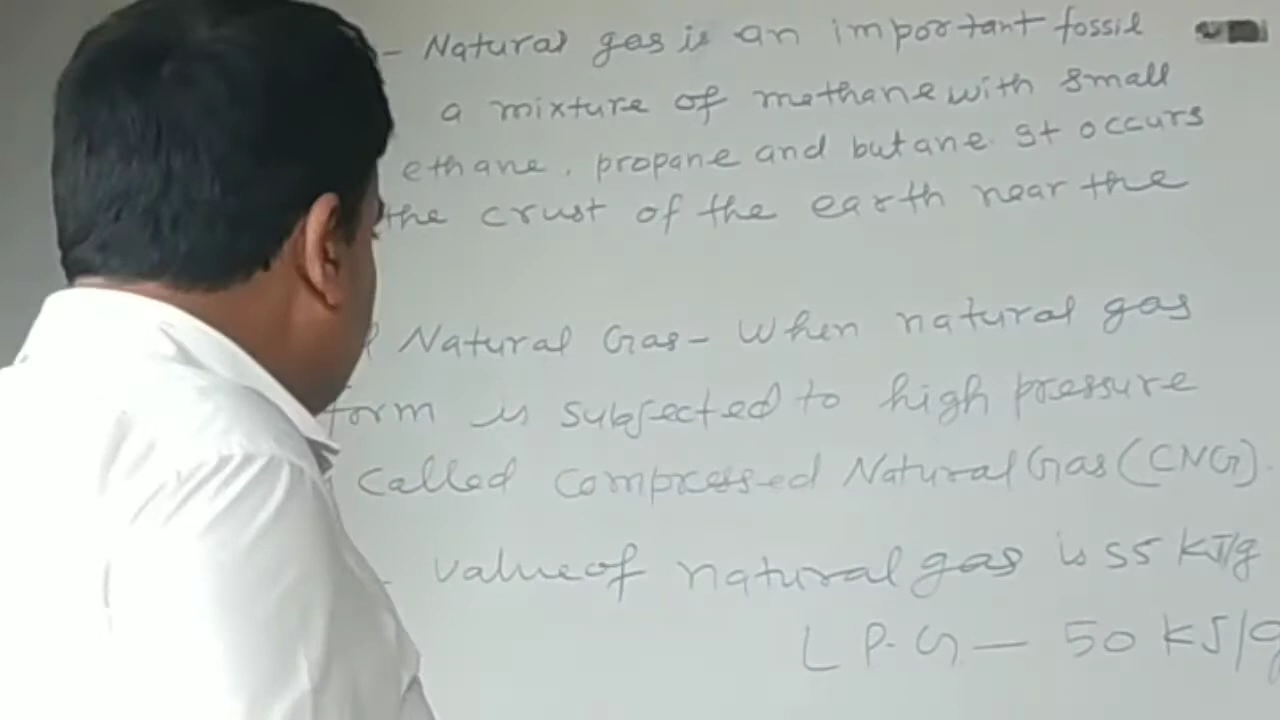 - Natural gas is an important fossil
a mixture of methane with small
ethane, propane and butane. It occurs
the crust of the earth near the
Natural Gas - When natural gas
form is subjected to high pressure
called compressed Natural Gas (CNG).
- value of natural gas is 55 KJ/g
L P.G - 50 KJ/g